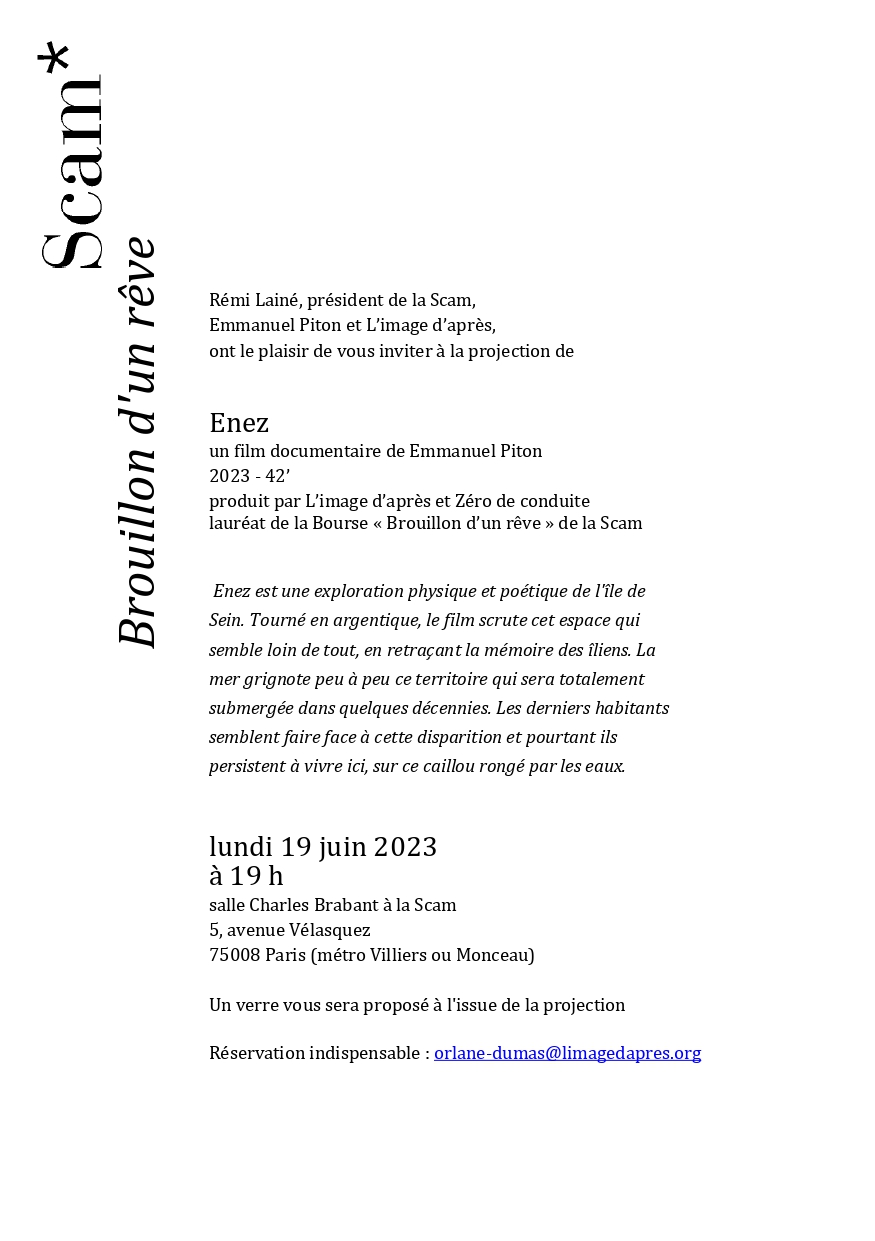 Scam*
Brouillon d'un rêve
Rémi Lainé, président de la Scam,
Emmanuel Piton et L’image d’après,
ont le plaisir de vous inviter à la projection de
Enez
un film documentaire de Emmanuel Piton
2023 - 42’
produit par L’image d’après et Zéro de conduite
lauréat de la Bourse « Brouillon d’un rêve » de la Scam
Enez est une exploration physique et poétique de l'île de
Sein. Tourné en argentique, le film scrute cet espace qui
semble loin de tout, en retraçant la mémoire des îliens. La
mer grignote peu à peu ce territoire qui sera totalement
submergée dans quelques décennies. Les derniers habitants
semblent faire face à cette disparition et pourtant ils
persistent à vivre ici, sur ce caillou rongé par les eaux.
lundi 19 juin 2023
à 19 h
salle Charles Brabant à la Scam
5, avenue Vélasquez
75008 Paris (métro Villiers ou Monceau)
Un verre vous sera proposé à l'issue de la projection
Réservation indispensable : orlane-dumas@limagedapres.org